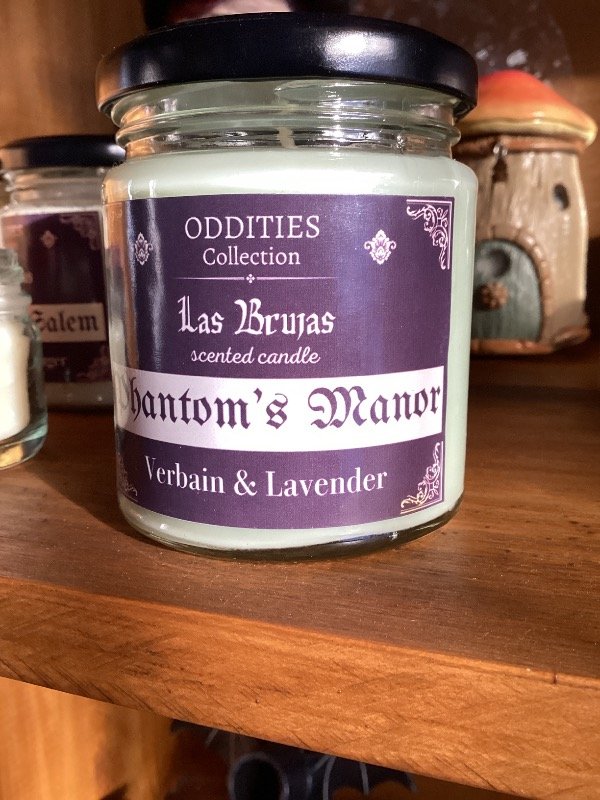 ODDITIES
Collection
Las Brujas
scented candle
Phantom's Manor
Verbain & Lavender
Salem